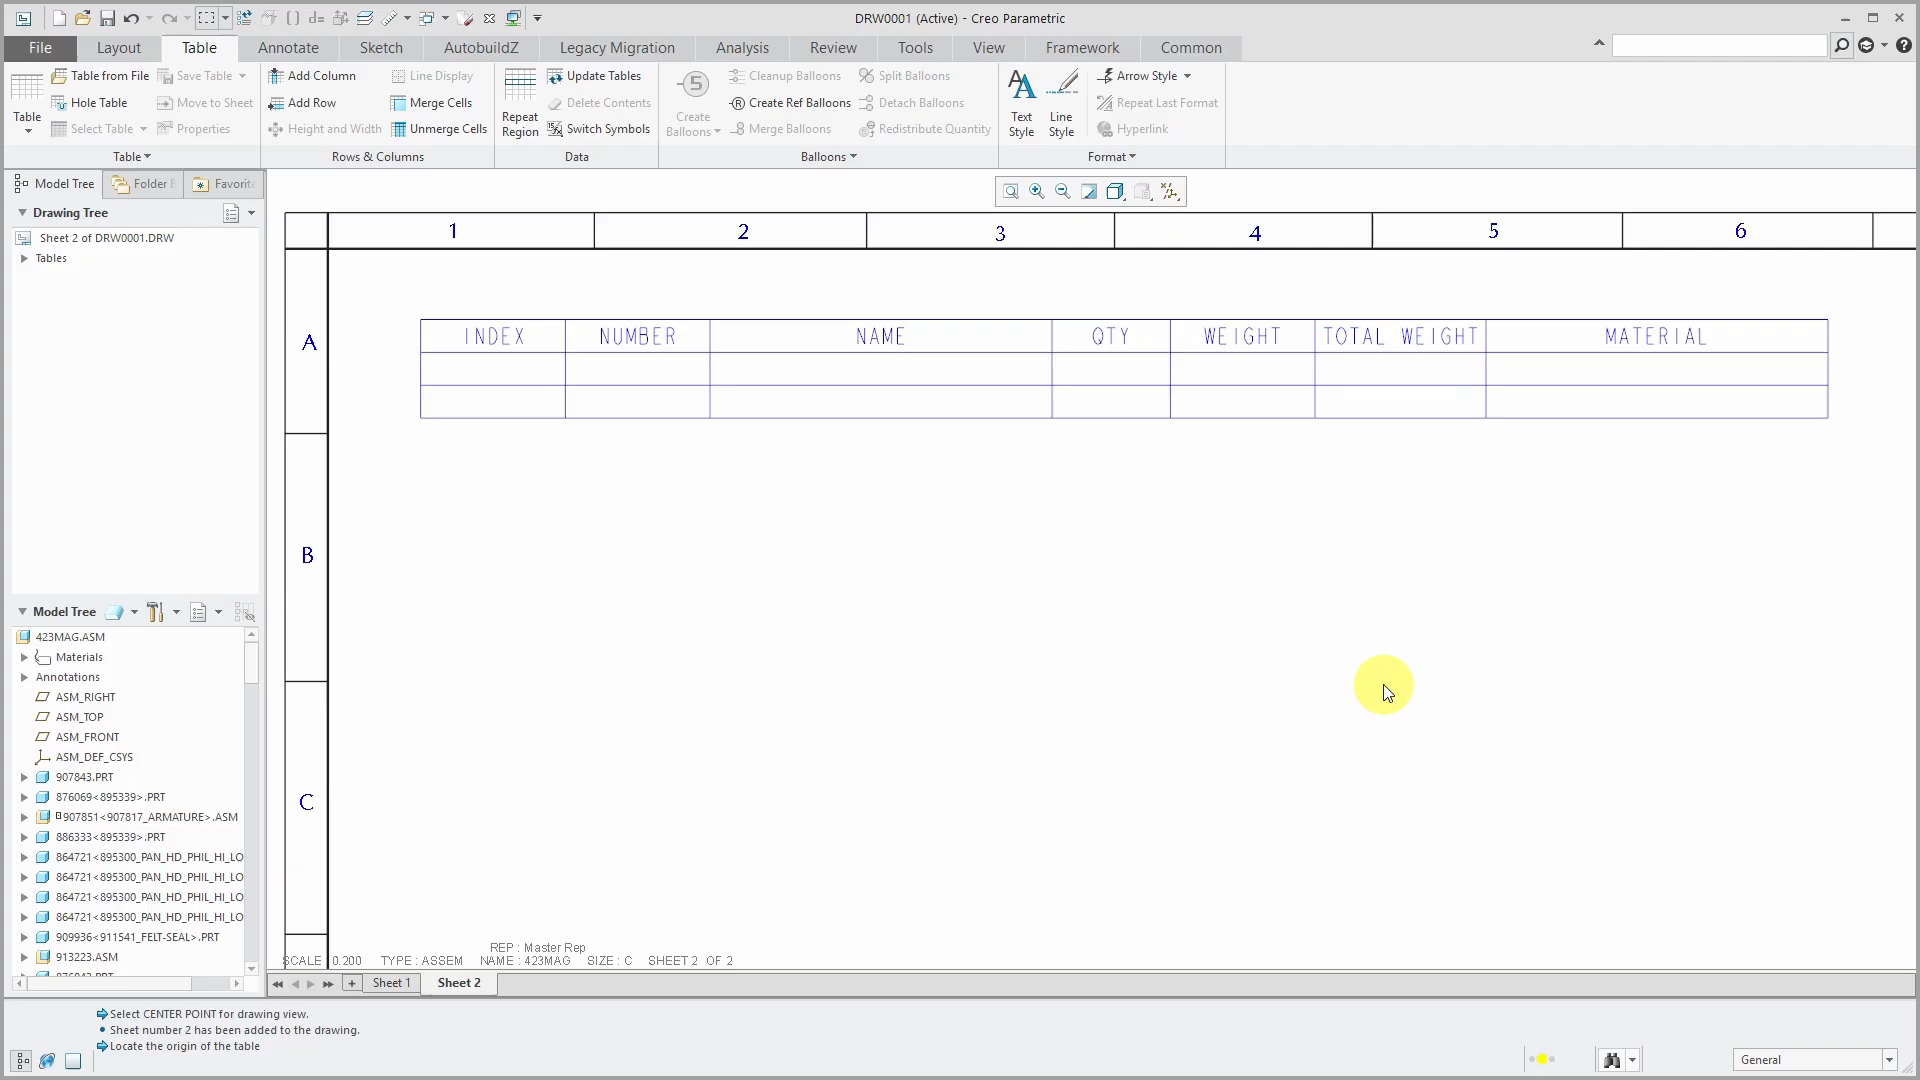 DRW0001 (Active) - Creo Parametric
File Layout Table Annotate Sketch AutobuildZ Legacy Migration Analysis Review Tools View Framework Common
Table from File Save Table Add Column Line Display Update Tables Cleanup Balloons Split Balloons Arrow Style
Hole Table Move to Sheet Add Row Merge Cells Delete Contents Create Ref Balloons Detach Balloons Repeat Last Format
Select Table Properties Height and Width Unmerge Cells Switch Symbols Merge Balloons Redistribute Quantity Hyperlink
Table
Repeat Region
Create Balloons
Text Style
Line Style
Table Rows & Columns Data Balloons Format
Model Tree Folder Favorit
Drawing Tree
Sheet 2 of DRW0001.DRW
Tables
1 2 3 4 5 6
A
INDEX NUMBER NAME QTY WEIGHT TOTAL WEIGHT MATERIAL
B
C
Model Tree
423MAG.ASM
Materials
Annotations
ASM_RIGHT
ASM_TOP
ASM_FRONT
ASM_DEF_CSYS
907843.PRT
876069<895339>.PRT
907851<907817_ARMATURE>.ASM
886333<895339>.PRT
864721<895300_PAN_HD_PHIL_HI_LO
864721<895300_PAN_HD_PHIL_HI_LO
864721<895300_PAN_HD_PHIL_HI_LO
864721<895300_PAN_HD_PHIL_HI_LO
909936<911541_FELT-SEAL>.PRT
913223.ASM
REP : Master Rep
SCALE : 0.200 TYPE : ASSEM NAME : 423MAG SIZE : C SHEET 2 OF 2
Sheet 1 Sheet 2
Select CENTER POINT for drawing view.
Sheet number 2 has been added to the drawing.
Locate the origin of the table
General